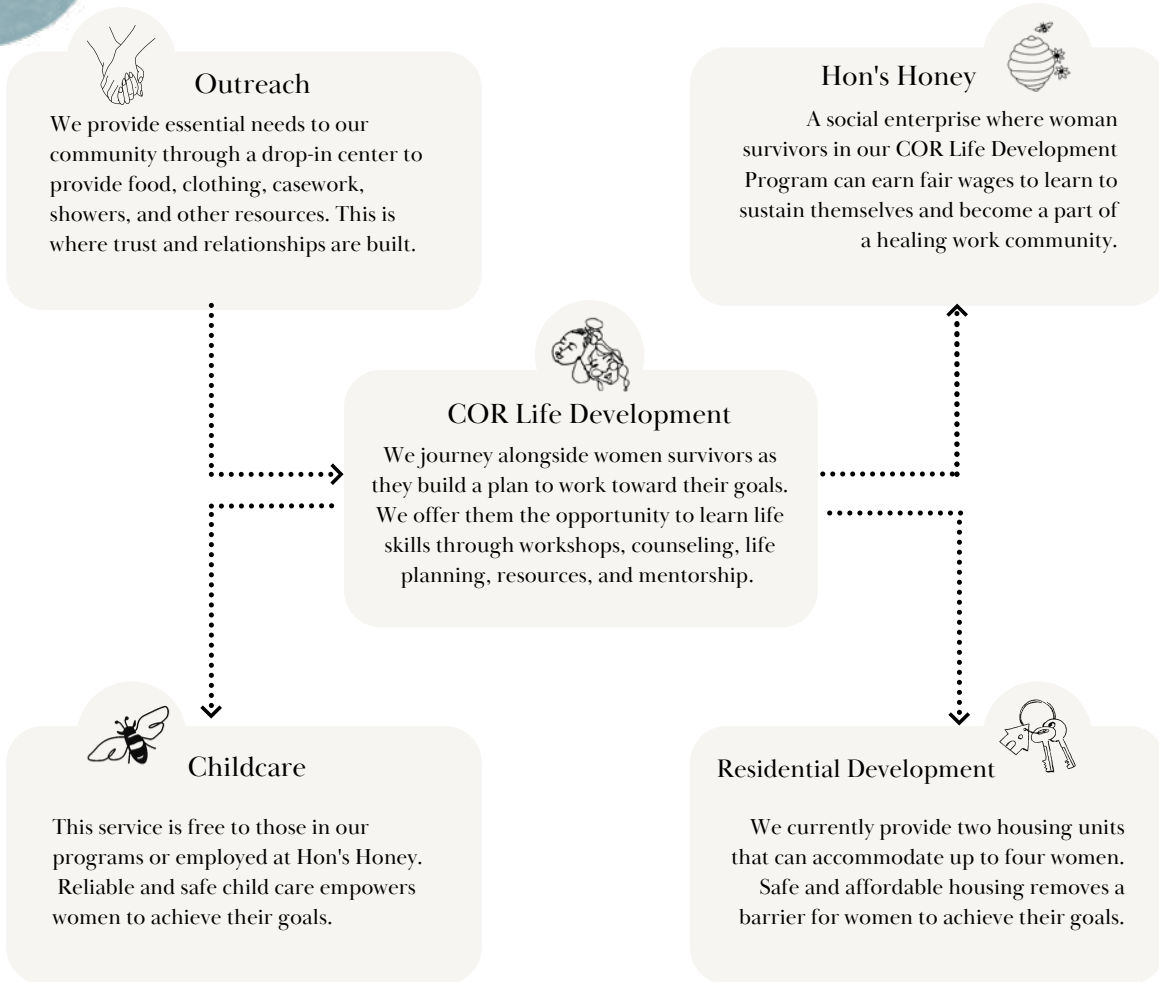 Outreach
We provide essential needs to our
community through a drop-in center to
provide food, clothing, casework,
showers, and other resources. This is
where trust and relationships are built.
Hon's Honey
A social enterprise where woman
survivors in our COR Life Development
Program can earn fair wages to learn to
sustain themselves and become a part of
a healing work community.
COR Life Development
We journey alongside women survivors as
they build a plan to work toward their goals.
We offer them the opportunity to learn life
skills through workshops, counseling, life
planning, resources, and mentorship.
Childcare
This service is free to those in our
programs or employed at Hon's Honey.
Reliable and safe child care empowers
women to achieve their goals.
Residential Development
We currently provide two housing units
that can accommodate up to four women.
Safe and affordable housing removes a
barrier for women to achieve their goals.